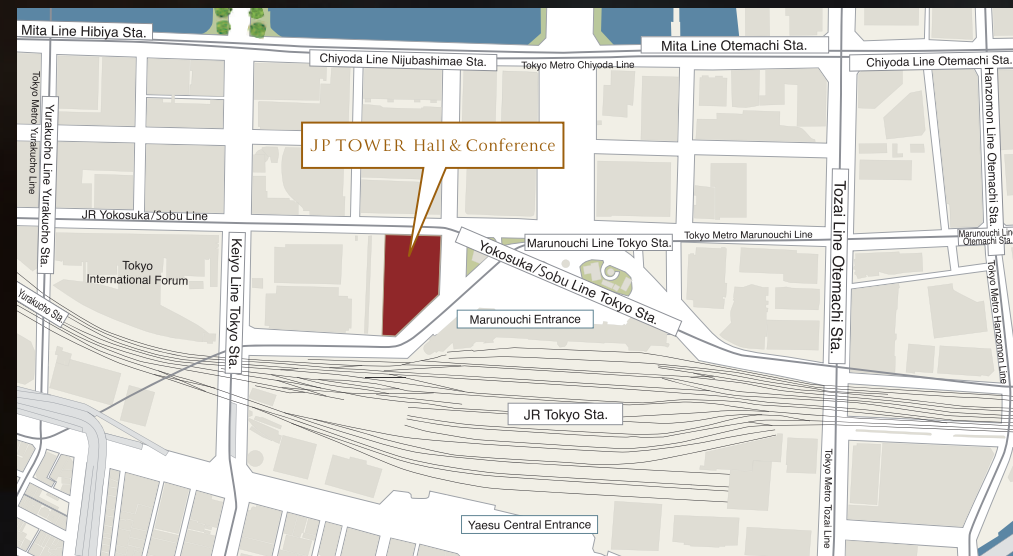 Mita Line Hibiya Sta.
Mita Line Otemachi Sta.
Chiyoda Line Nijubashimae Sta.
Tokyo Metro Chiyoda Line
Chiyoda Line Otemachi Sta.
Tokyo Metro Yurakucho Line
Yurakucho Line Yurakucho Sta.
Hanzomon Line Otemachi Sta.
JP TOWER Hall & Conference
JR Yokosuka/Sobu Line
Keiyo Line Tokyo Sta.
Yokosuka/Sobu Line Tokyo Sta.
Marunouchi Line Tokyo Sta.
Tokyo Metro Marunouchi Line
Tozai Line Otemachi Sta.
Marunouchi Line
Otemachi Sta.
Tokyo
International Forum
Tokyo Metro Hanzomon Line
Yurakucho Sta.
Marunouchi Entrance
JR Tokyo Sta.
Tokyo Metro Tozai Line
Yaesu Central Entrance